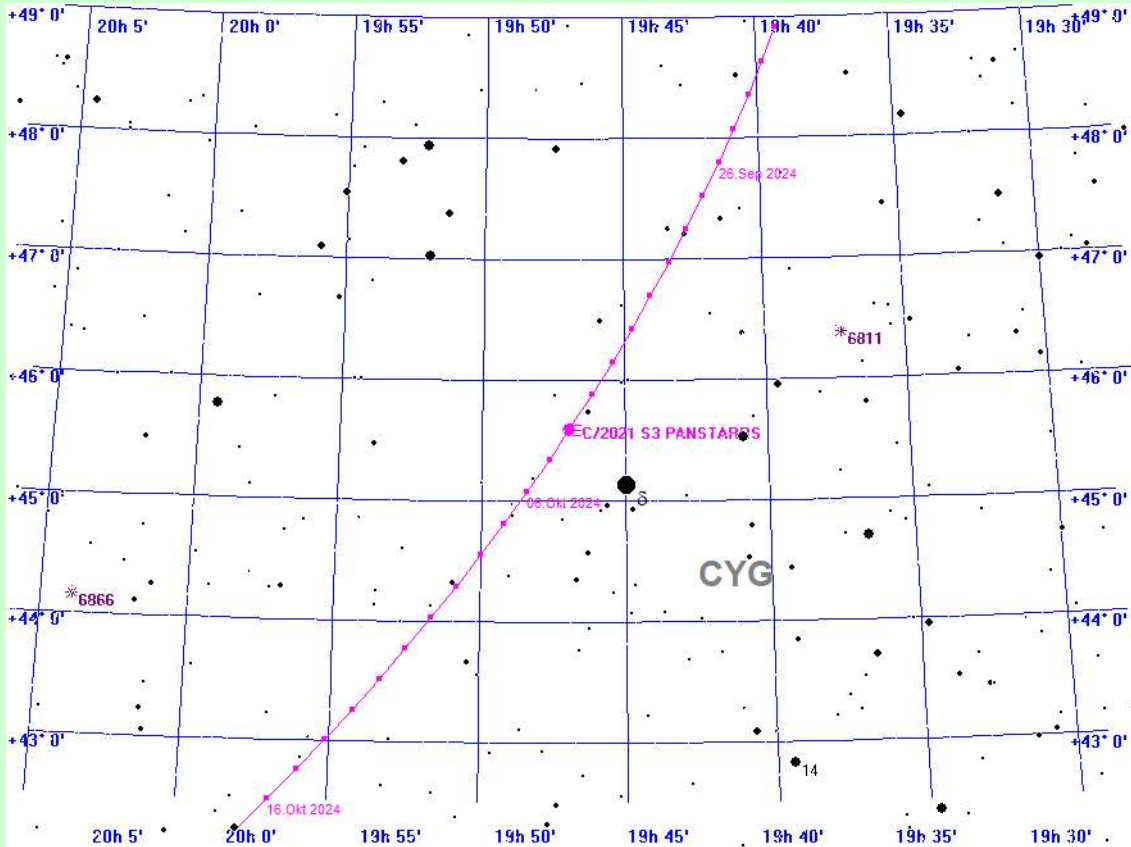 +49° 0' 20h 5' 20h 0' 19h 55' 19h 50' 19h 45' 19h 40' 19h 35' 19h 30' +49° 0'
+48° 0' +48° 0'
26.Sep 2024
+47° 0' +47° 0'
6811
+46° 0' +46° 0'
C/2021 S3 PANSTARRS
+45° 0' 06.Okt 2024 δ +45° 0'
CYG
6866
+44° 0' +44° 0'
+43° 0' +43° 0'
14
16.Okt 2024
20h 5' 20h 0' 19h 55' 19h 50' 19h 45' 19h 40' 19h 35' 19h 30'